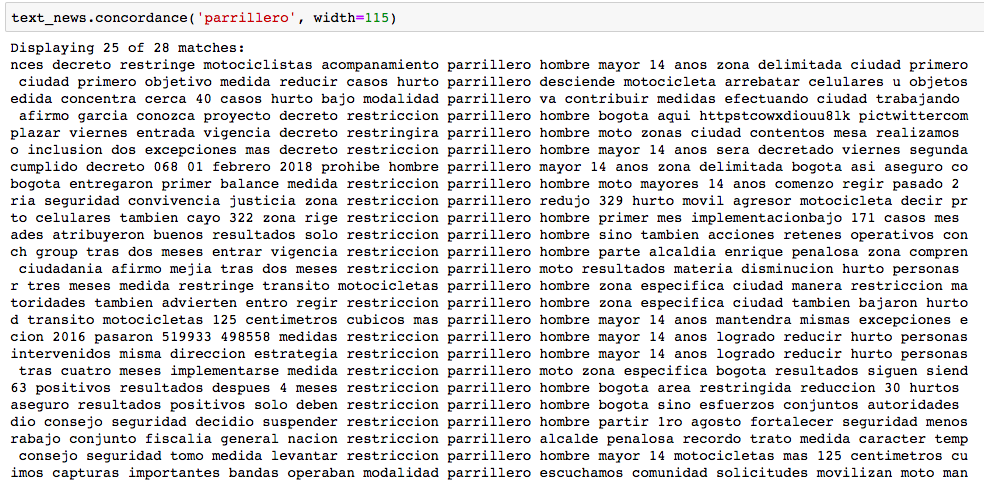 text_news.concordance('parrillero', width=115)
Displaying 25 of 28 matches:
nces decreto restringe motociclistas acompanamiento parrillero hombre mayor 14 anos zona delimitada ciudad primero
ciudad primero objetivo medida reducir casos hurto parrillero desciende motocicleta arrebatar celulares u objetos
edida concentra cerca 40 casos hurto bajo modalidad parrillero va contribuir medidas efectuando ciudad trabajando
afirmo garcia conozca proyecto decreto restriccion parrillero hombre bogota aqui httpstcowxdiouu8lk pictwittercom
plazar viernes entrada vigencia decreto restringira parrillero hombre moto zonas ciudad contentos mesa realizamos
o inclusion dos excepciones mas decreto restriccion parrillero hombre mayor 14 anos sera decretado viernes segunda
cumplido decreto 068 01 febrero 2018 prohibe hombre parrillero mayor 14 anos zona delimitada bogota asi aseguro co
bogota entregaron primer balance medida restriccion parrillero hombre moto mayores 14 anos comenzo regir pasado 2
ria seguridad convivencia justicia zona restriccion parrillero redujo 329 hurto movil agresor motocicleta decir pr
to celulares tambien cayo 322 zona rige restriccion parrillero hombre primer mes implementacionbajo 171 casos mes
ades atribuyeron buenos resultados solo restriccion parrillero hombre sino tambien acciones retenes operativos con
ch group tras dos meses entrar vigencia restriccion parrillero hombre parte alcaldia enrique penalosa zona compren
ciudadania afirmo mejia tras dos meses restriccion parrillero moto resultados materia disminucion hurto personas
r tres meses medida restringe transito motocicletas parrillero hombre zona especifica ciudad manera restriccion ma
toridades tambien advierten entro regir restriccion parrillero hombre zona especifica ciudad tambien bajaron hurto
d transito motocicletas 125 centimetros cubicos mas parrillero hombre mayor 14 anos mantendra mismas excepciones e
cion 2016 pasaron 519933 498558 medidas restriccion parrillero hombre mayor 14 anos logrado reducir hurto personas
intervenidos misma direccion estrategia restriccion parrillero hombre mayor 14 anos logrado reducir hurto personas
tras cuatro meses implementarse medida restriccion parrillero moto zona especifica bogota resultados siguen siend
63 positivos resultados despues 4 meses restriccion parrillero hombre bogota area restringida reduccion 30 hurtos
aseguro resultados positivos solo deben restriccion parrillero hombre bogota sino esfuerzos conjuntos autoridades
dio consejo seguridad decidio suspender restriccion parrillero hombre partir 1ro agosto fortalecer seguridad menos
rabajo conjunto fiscalia general nacion restriccion parrillero alcalde penalosa recordo trato medida caracter temp
consejo seguridad tomo medida levantar restriccion parrillero hombre mayor 14 motocicletas mas 125 centimetros cu
imos capturas importantes bandas operaban modalidad parrillero escuchamos comunidad solicitudes movilizan moto man